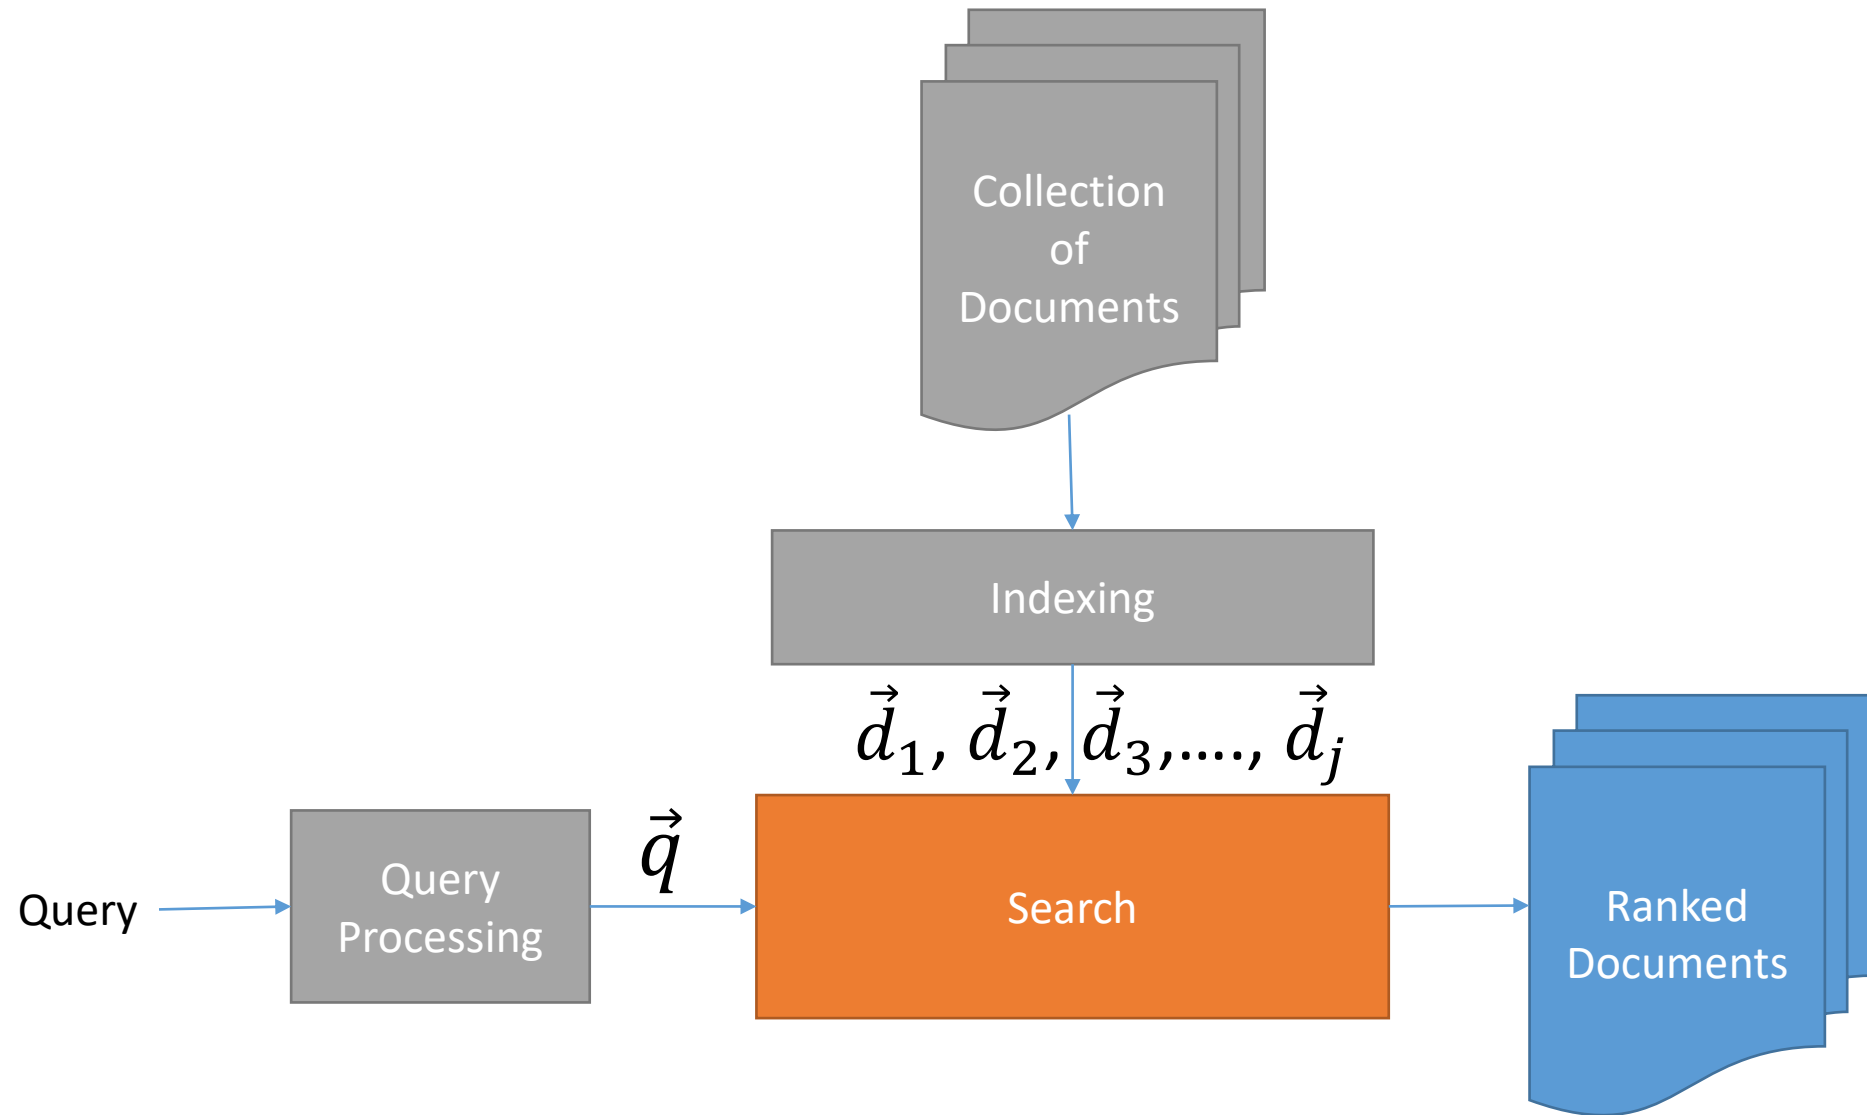 Collection
of
Documents
Indexing
d⃗₁, d⃗₂, d⃗₃,...., d⃗ⱼ
Query
Query
Processing
q⃗
Search
Ranked
Documents